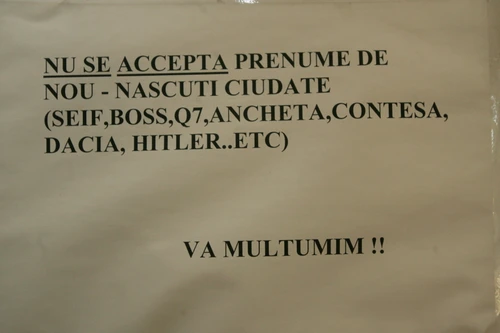 NU SE ACCEPTA PRENUME DE
NOU - NASCUTI CIUDATE
(SEIF,BOSS,Q7,ANCHETA,CONTESA,
DACIA, HITLER..ETC)
VA MULTUMIM !!